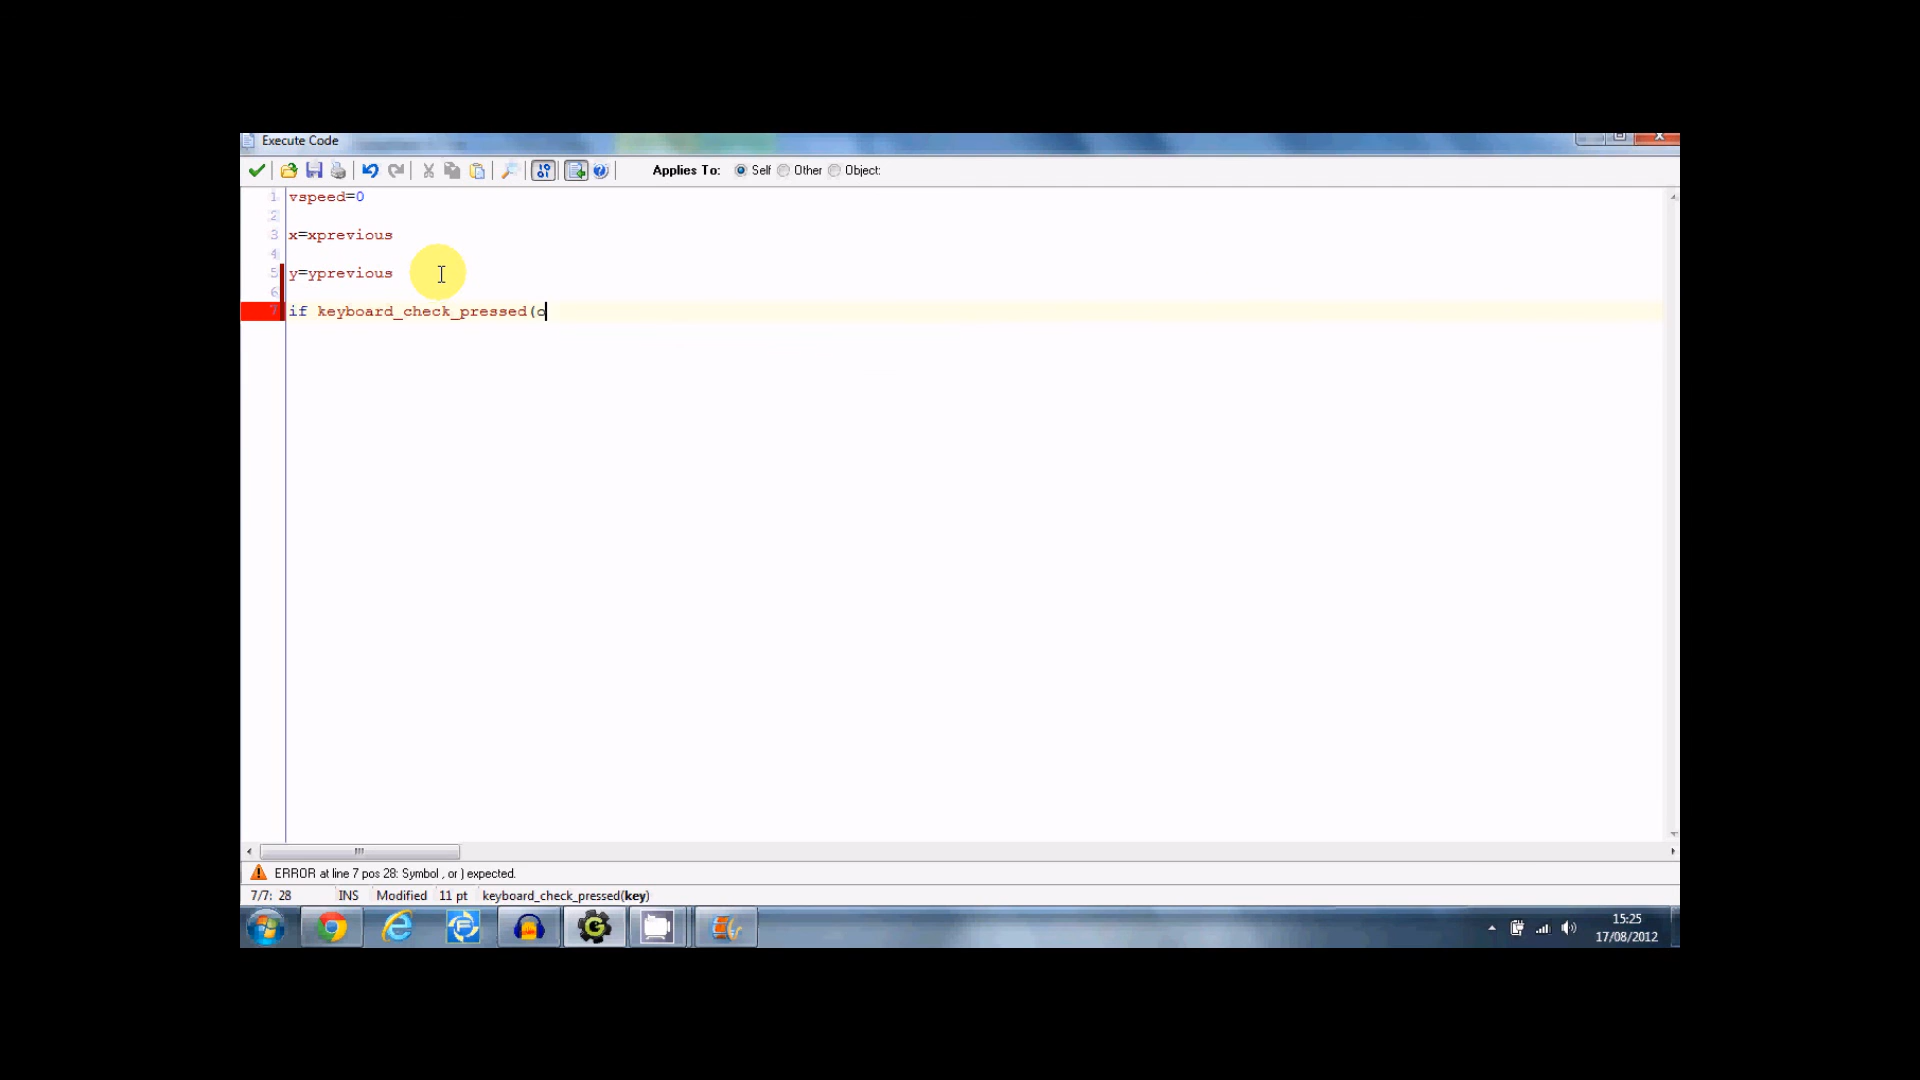 Execute Code
Applies To: Self Other Object:
1 vspeed=0
2
3 x=xprevious
4
5 y=yprevious
6
7 if keyboard_check_pressed(o
ERROR at line 7 pos 28: Symbol , or ) expected.
7/7: 28 INS Modified 11 pt keyboard_check_pressed(key)
15:25
17/08/2012